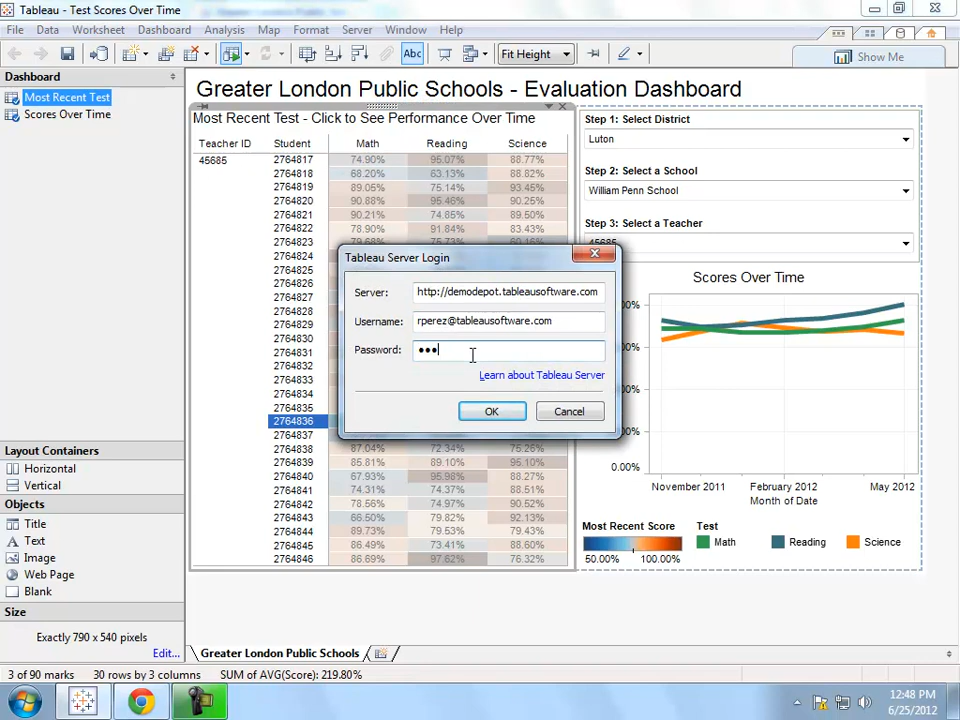 Tableau - Test Scores Over Time
File Data Worksheet Dashboard Analysis Map Format Server Window Help
Abc Fit Height Show Me
Dashboard
Most Recent Test
Scores Over Time
Layout Containers
Horizontal
Vertical
Objects
Title
Text
Image
Web Page
Blank
Size
Exactly 790 x 540 pixels
Edit...
Greater London Public Schools - Evaluation Dashboard
Most Recent Test - Click to See Performance Over Time
Teacher ID Student Math Reading Science
45685 2764817 74.90% 95.07% 88.77%
2764818 68.20% 63.13% 88.82%
2764819 89.05% 75.14% 93.45%
2764820 90.88% 95.46% 90.25%
2764821 90.21% 74.85% 89.50%
2764822 78.90% 91.84% 83.43%
2764823 79.68% 75.73% 60.16%
2764824
2764825
2764826
2764827
2764828
2764829
2764830
2764831
2764832
2764833
2764834
2764835
2764836
2764837
2764838 87.04% 72.34% 75.26%
2764839 85.81% 89.10% 95.10%
2764840 67.93% 95.98% 88.27%
2764841 74.31% 74.37% 88.51%
2764842 78.56% 74.97% 90.52%
2764843 66.50% 79.82% 92.13%
2764844 89.73% 79.53% 79.43%
2764845 86.49% 73.41% 88.60%
2764846 86.69% 97.62% 76.32%
Tableau Server Login
Server: http://demodepot.tableausoftware.com
Username: rperez@tableausoftware.com
Password: •••
Learn about Tableau Server
OK Cancel
Step 1: Select District
Luton
Step 2: Select a School
William Penn School
Step 3: Select a Teacher
45685
Scores Over Time
0.00%
November 2011 February 2012 May 2012
Month of Date
Most Recent Score
50.00% 100.00%
Test
Math Reading Science
Greater London Public Schools
3 of 90 marks 30 rows by 3 columns SUM of AVG(Score): 219.80%
12:48 PM
6/25/2012